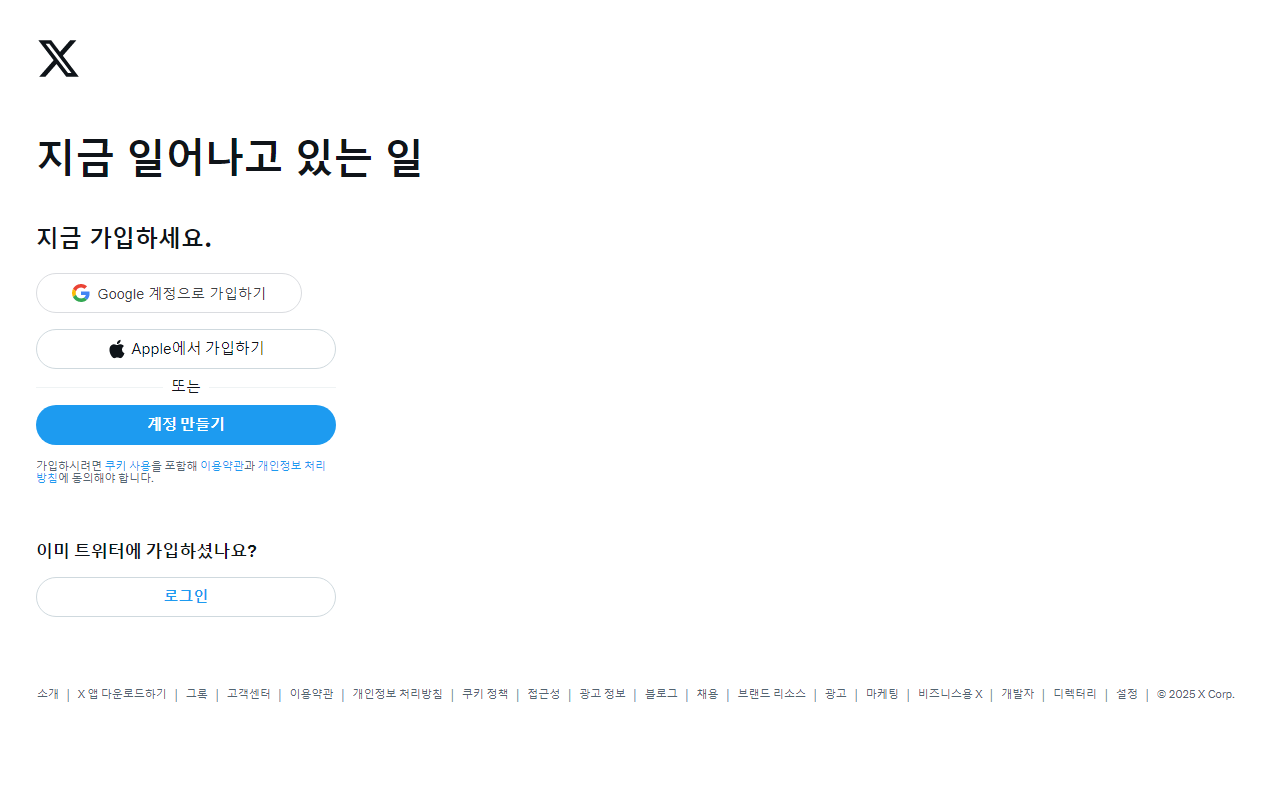 지금 일어나고 있는 일
지금 가입하세요.
Google 계정으로 가입하기
Apple에서 가입하기
또는
계정 만들기
가입하시려면 쿠키 사용을 포함해 이용약관과 개인정보 처리
방침에 동의해야 합니다.
이미 트위터에 가입하셨나요?
로그인
소개 | X 앱 다운로드하기 | 그록 | 고객센터 | 이용약관 | 개인정보 처리방침 | 쿠키 정책 | 접근성 | 광고 정보 | 블로그 | 채용 | 브랜드 리소스 | 광고 | 마케팅 | 비즈니스용 X | 개발자 | 디렉터리 | 설정 | © 2025 X Corp.